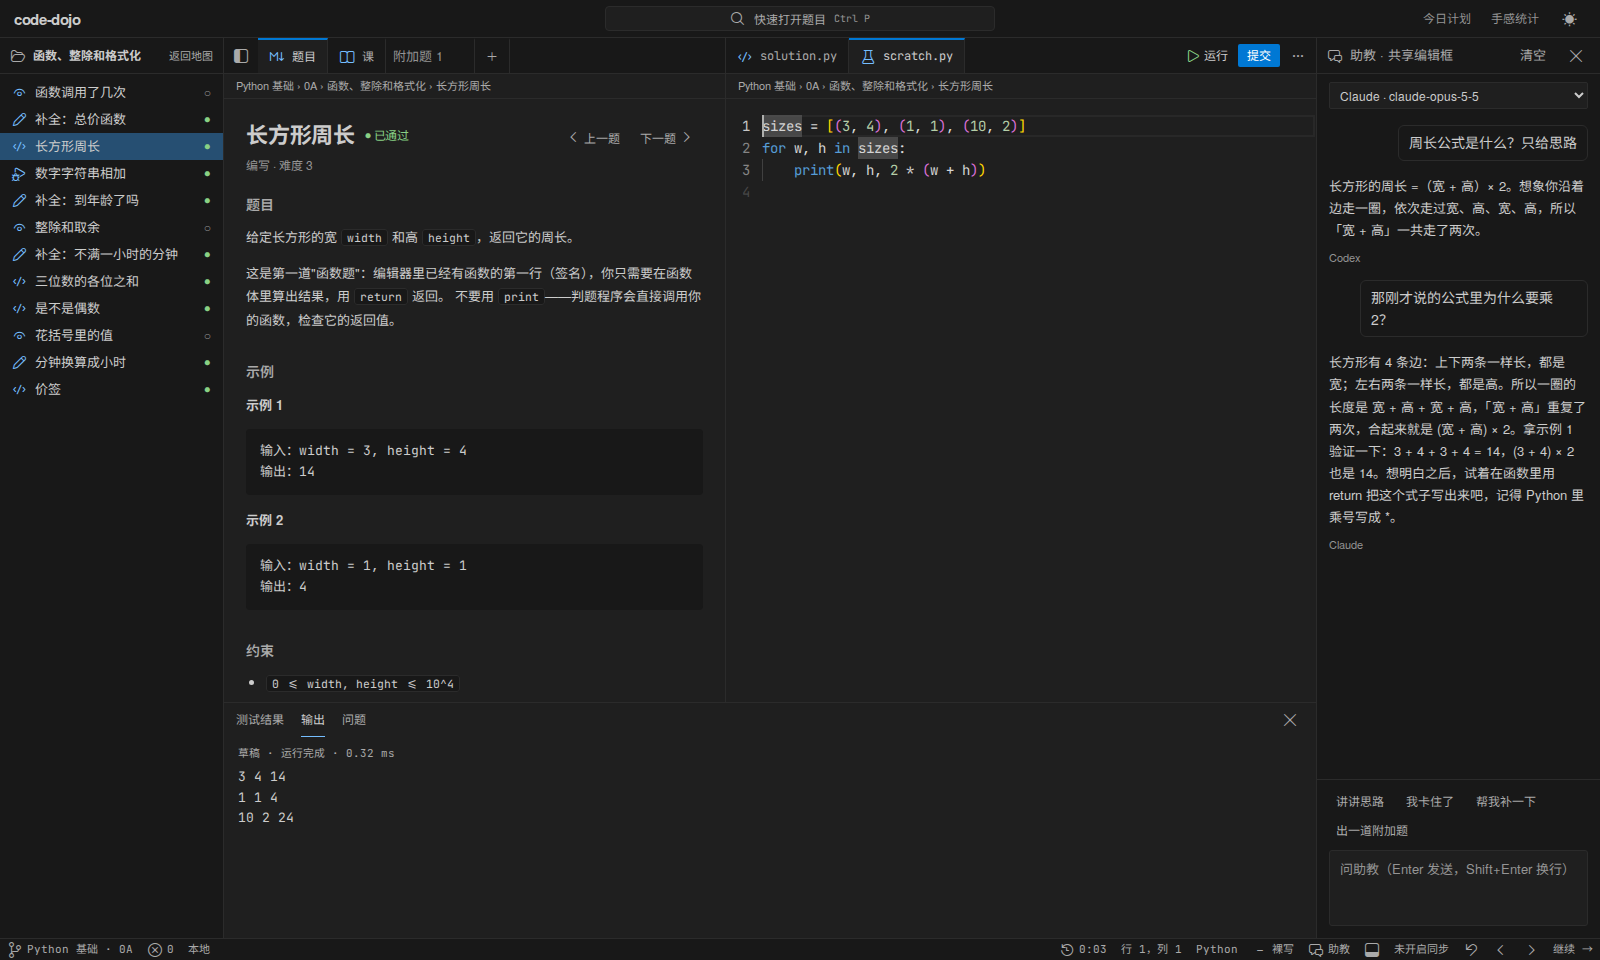 code-dojo
快速打开题目 Ctrl P
今日计划 手感统计
函数、整除和格式化 返回地图
函数调用了几次
补全：总价函数
长方形周长
数字字符串相加
补全：到年龄了吗
整除和取余
补全：不满一小时的分钟
三位数的各位之和
是不是偶数
花括号里的值
分钟换算成小时
价签
题目 课 附加题 1
Python 基础 › 0A › 函数、整除和格式化 › 长方形周长
长方形周长 已通过
上一题 下一题
编写 · 难度 3
题目
给定长方形的宽 width 和高 height，返回它的周长。
这是第一道"函数题"：编辑器里已经有函数的第一行（签名），你只需要在函数
体里算出结果，用 return 返回。 不要用 print——判题程序会直接调用你
的函数，检查它的返回值。
示例
示例 1
输入：width = 3, height = 4
输出：14
示例 2
输入：width = 1, height = 1
输出：4
约束
0 ≤ width, height ≤ 10^4
solution.py scratch.py
运行 提交
Python 基础 › 0A › 函数、整除和格式化 › 长方形周长
1 sizes = [(3, 4), (1, 1), (10, 2)]
2 for w, h in sizes:
3 print(w, h, 2 * (w + h))
4
测试结果 输出 问题
草稿 · 运行完成 · 0.32 ms
3 4 14
1 1 4
10 2 24
助教 · 共享编辑框 清空
Claude · claude-opus-5-5
周长公式是什么？只给思路
长方形的周长 =（宽 + 高）× 2。想象你沿着
边走一圈，依次走过宽、高、宽、高，所以
「宽 + 高」一共走了两次。
Codex
那刚才说的公式里为什么要乘
2？
长方形有 4 条边：上下两条一样长，都是
宽；左右两条一样长，都是高。所以一圈的
长度是 宽 + 高 + 宽 + 高，「宽 + 高」重复了
两次，合起来就是 (宽 + 高) × 2。拿示例 1
验证一下：3 + 4 + 3 + 4 = 14，(3 + 4) × 2
也是 14。想明白之后，试着在函数里用
return 把这个式子写出来吧，记得 Python 里
乘号写成 *。
Claude
讲讲思路 我卡住了 帮我补一下
出一道附加题
问助教（Enter 发送，Shift+Enter 换行）
Python 基础 · 0A 0 本地
0:03 行 1，列 1 Python 裸写 助教 未开启同步 继续 →